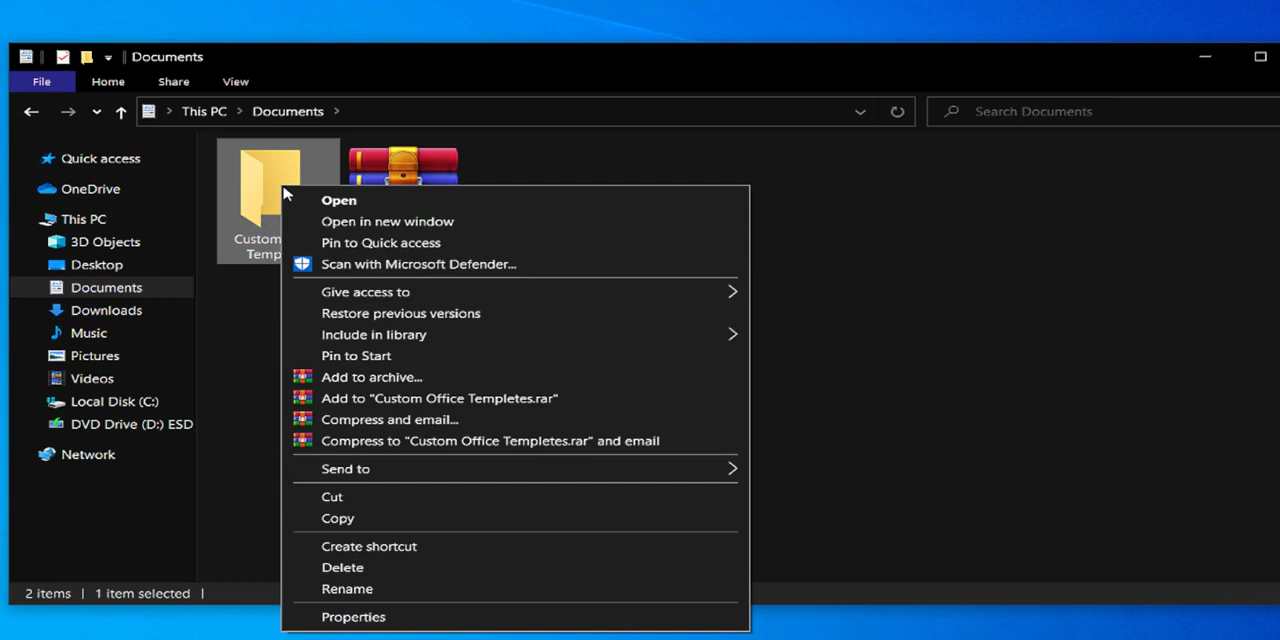 Documents
File Home Share View
This PC > Documents >
Search Documents
Quick access
OneDrive
This PC
3D Objects
Desktop
Documents
Downloads
Music
Pictures
Videos
Local Disk (C:)
DVD Drive (D:) ESD
Network
Custom
Temp
Open
Open in new window
Pin to Quick access
Scan with Microsoft Defender...
Give access to
Restore previous versions
Include in library
Pin to Start
Add to archive...
Add to "Custom Office Templetes.rar"
Compress and email...
Compress to "Custom Office Templetes.rar" and email
Send to
Cut
Copy
Create shortcut
Delete
Rename
Properties
2 items | 1 item selected |